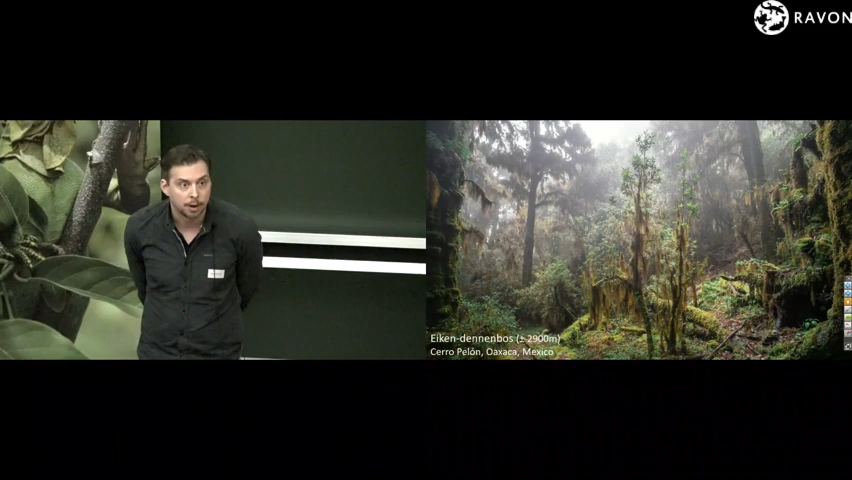 RAVON
Eiken-dennenbos (± 2900m)
Cerro Pelón, Oaxaca, Mexico